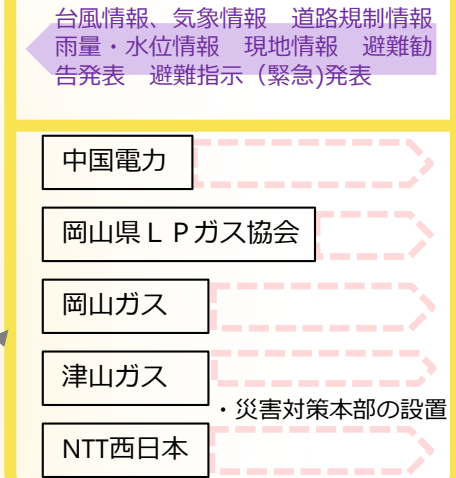 台風情報、気象情報　道路規制情報
雨量・水位情報　現地情報　避難勧
告発表　避難指示（緊急)発表
中国電力
岡山県ＬＰガス協会
岡山ガス
津山ガス
・災害対策本部の設置
NTT西日本